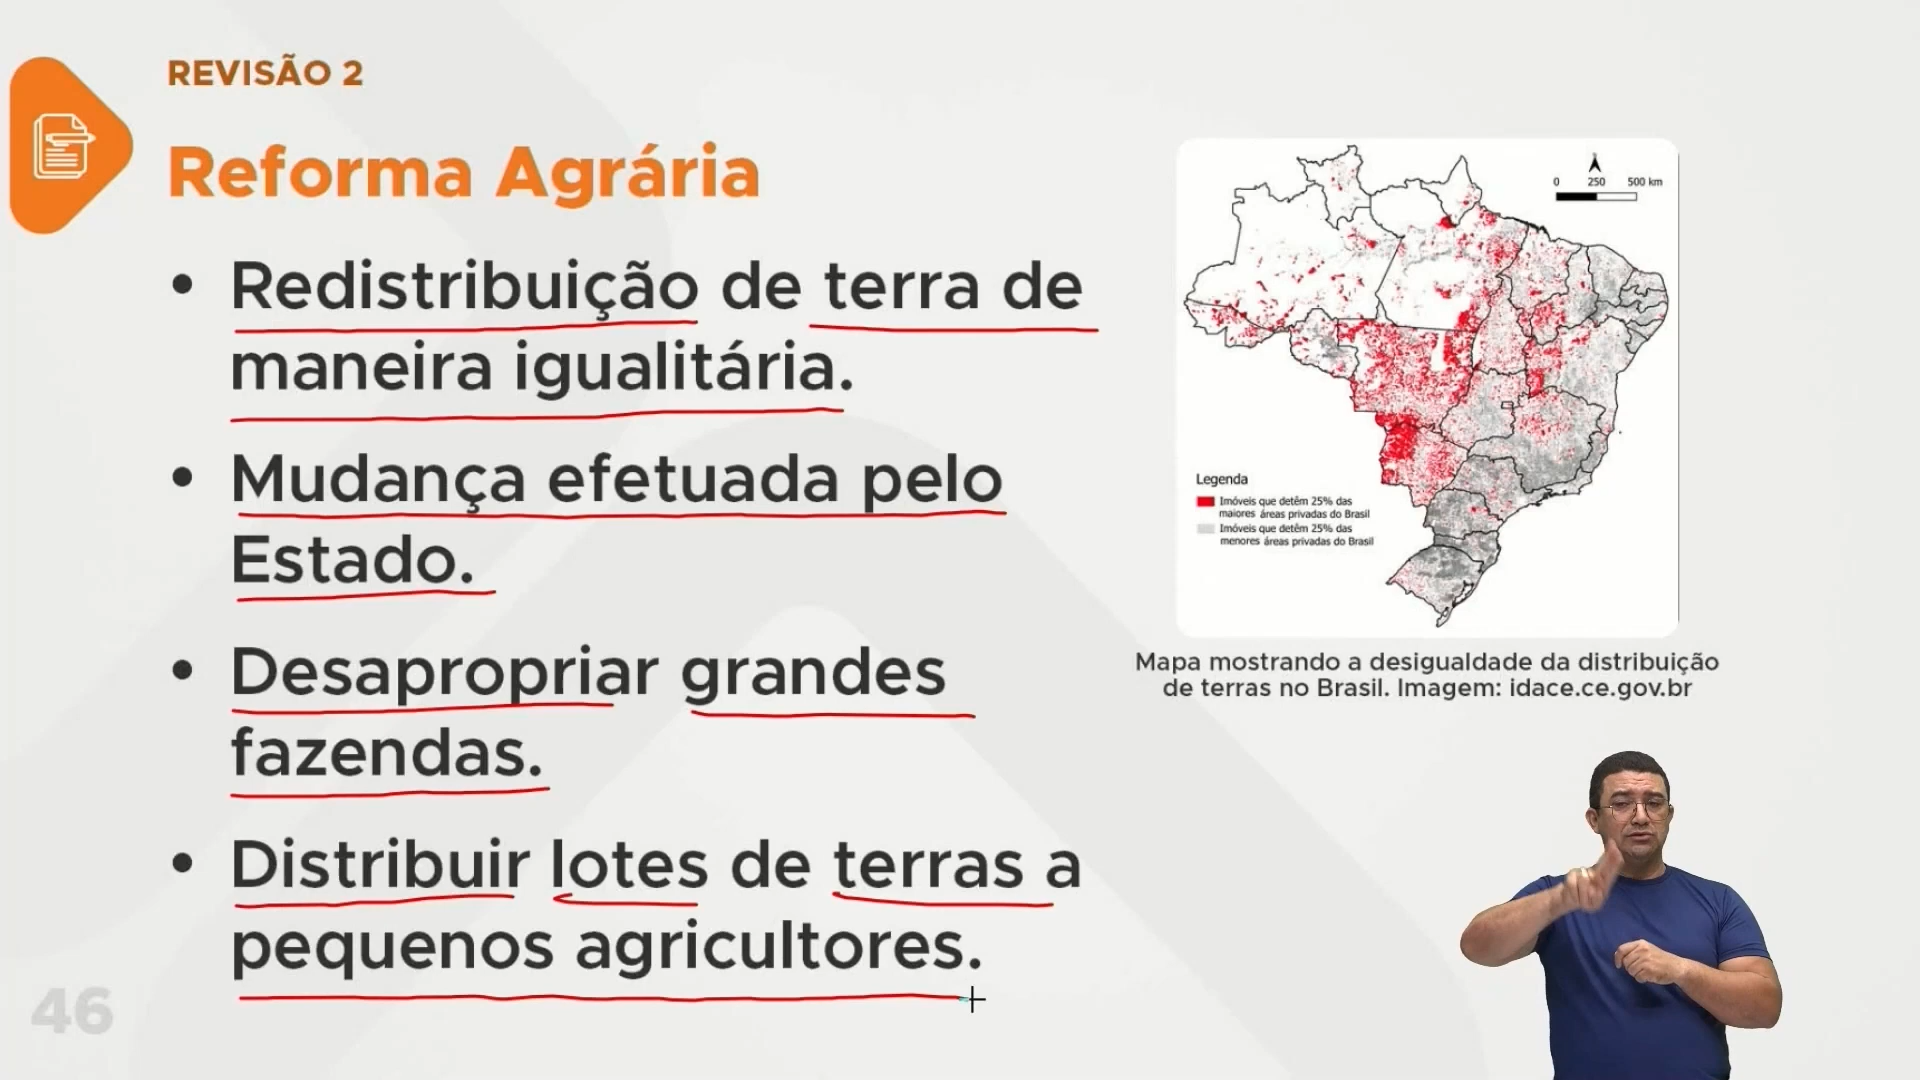 REVISÃO 2
Reforma Agrária
• Redistribuição de terra de
maneira igualitária.
• Mudança efetuada pelo
Estado.
• Desapropriar grandes
fazendas.
• Distribuir lotes de terras a
pequenos agricultores.
46
0 250 500 km
Legenda
Imóveis que detêm 25% das
maiores áreas privadas do Brasil
Imóveis que detêm 25% das
menores áreas privadas do Brasil
Mapa mostrando a desigualdade da distribuição
de terras no Brasil. Imagem: idace.ce.gov.br